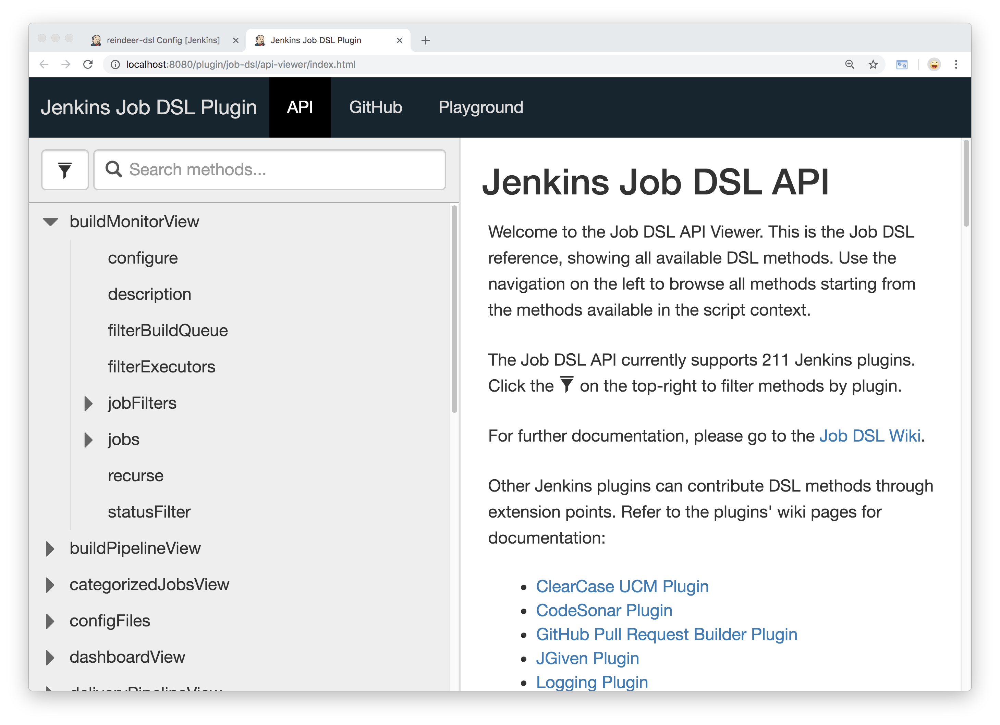 reindeer-dsl Config [Jenkins]
Jenkins Job DSL Plugin
localhost:8080/plugin/job-dsl/api-viewer/index.html
Jenkins Job DSL Plugin
API
GitHub
Playground
Search methods...
buildMonitorView
configure
description
filterBuildQueue
filterExecutors
jobFilters
jobs
recurse
statusFilter
buildPipelineView
categorizedJobsView
configFiles
dashboardView
deliveryPipelineView
Jenkins Job DSL API
Welcome to the Job DSL API Viewer. This is the Job DSL
reference, showing all available DSL methods. Use the
navigation on the left to browse all methods starting from
the methods available in the script context.
The Job DSL API currently supports 211 Jenkins plugins.
Click the on the top-right to filter methods by plugin.
For further documentation, please go to the Job DSL Wiki.
Other Jenkins plugins can contribute DSL methods through
extension points. Refer to the plugins' wiki pages for
documentation:
ClearCase UCM Plugin
CodeSonar Plugin
GitHub Pull Request Builder Plugin
JGiven Plugin
Logging Plugin